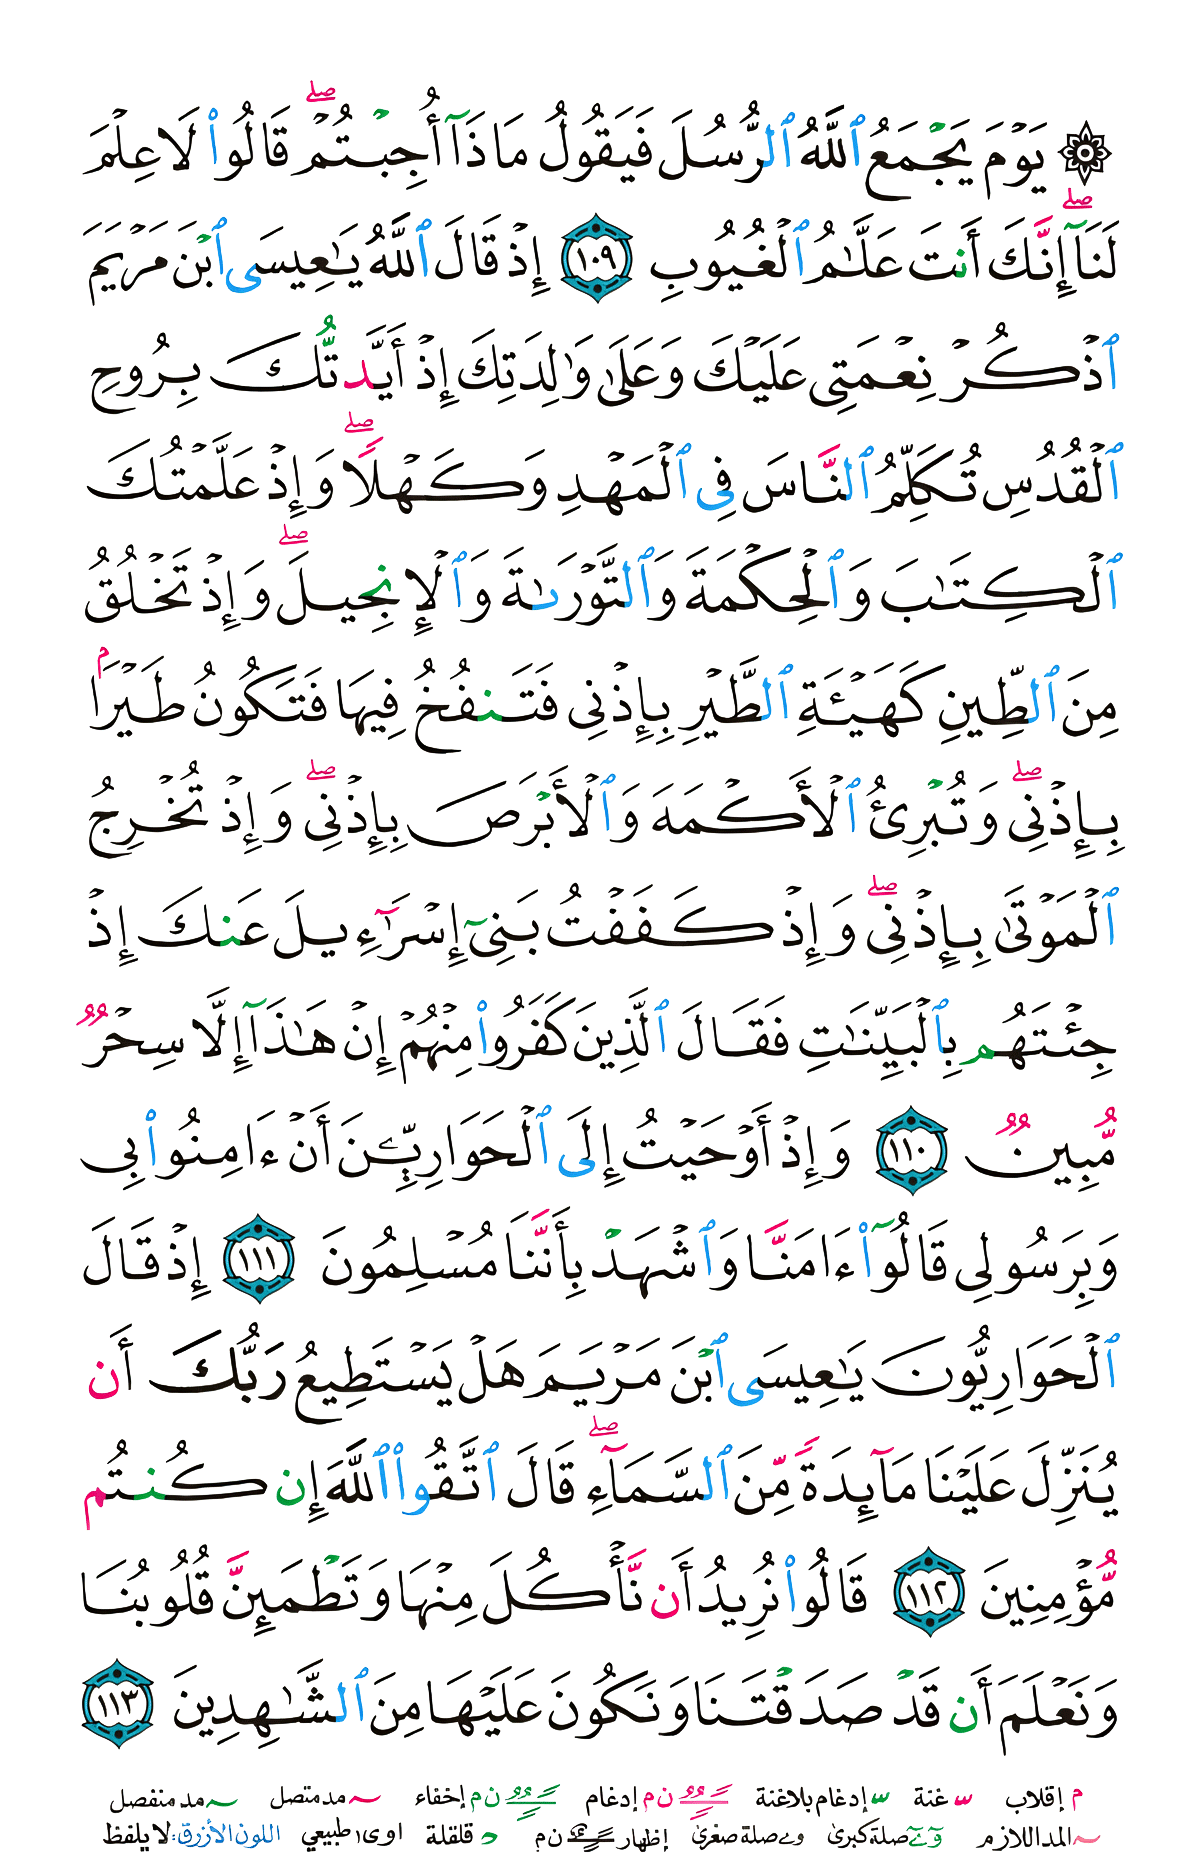 ۞ يَوْمَ يَجْمَعُ ٱللَّهُ ٱلرُّسُلَ فَيَقُولُ مَاذَآ أُجِبْتُمْ ۖ قَالُوا۟ لَا عِلْمَ
لَنَآ ۖ إِنَّكَ أَنتَ عَلَّـٰمُ ٱلْغُيُوبِ ١٠٩ إِذْ قَالَ ٱللَّهُ يَـٰعِيسَى ٱبْنَ مَرْيَمَ
ٱذْكُرْ نِعْمَتِى عَلَيْكَ وَعَلَىٰ وَٰلِدَتِكَ إِذْ أَيَّدتُّكَ بِرُوحِ
ٱلْقُدُسِ تُكَلِّمُ ٱلنَّاسَ فِى ٱلْمَهْدِ وَكَهْلًا ۖ وَإِذْ عَلَّمْتُكَ
ٱلْكِتَـٰبَ وَٱلْحِكْمَةَ وَٱلتَّوْرَىٰةَ وَٱلْإِنجِيلَ ۖ وَإِذْ تَخْلُقُ
مِنَ ٱلطِّينِ كَهَيْـَٔةِ ٱلطَّيْرِ بِإِذْنِى فَتَنفُخُ فِيهَا فَتَكُونُ طَيْرًۢا
بِإِذْنِى ۖ وَتُبْرِئُ ٱلْأَكْمَهَ وَٱلْأَبْرَصَ بِإِذْنِى ۖ وَإِذْ تُخْرِجُ
ٱلْمَوْتَىٰ بِإِذْنِى ۖ وَإِذْ كَفَفْتُ بَنِىٓ إِسْرَٰٓءِيلَ عَنكَ إِذْ
جِئْتَهُم بِٱلْبَيِّنَـٰتِ فَقَالَ ٱلَّذِينَ كَفَرُوا۟ مِنْهُمْ إِنْ هَـٰذَآ إِلَّا سِحْرٌ
مُّبِينٌ ١١٠ وَإِذْ أَوْحَيْتُ إِلَى ٱلْحَوَارِيِّـۧنَ أَنْ ءَامِنُوا۟ بِى
وَبِرَسُولِى قَالُوٓا۟ ءَامَنَّا وَٱشْهَدْ بِأَنَّنَا مُسْلِمُونَ ١١١ إِذْ قَالَ
ٱلْحَوَارِيُّونَ يَـٰعِيسَى ٱبْنَ مَرْيَمَ هَلْ يَسْتَطِيعُ رَبُّكَ أَن
يُنَزِّلَ عَلَيْنَا مَآئِدَةً مِّنَ ٱلسَّمَآءِ ۖ قَالَ ٱتَّقُوا۟ ٱللَّهَ إِن كُنتُم
مُّؤْمِنِينَ ١١٢ قَالُوا۟ نُرِيدُ أَن نَّأْكُلَ مِنْهَا وَتَطْمَئِنَّ قُلُوبُنَا
وَنَعْلَمَ أَن قَدْ صَدَقْتَنَا وَنَكُونَ عَلَيْهَا مِنَ ٱلشَّـٰهِدِينَ ١١٣
م إقلاب ّ غنة ّ إدغام بلاغنة ن م إدغام ن م إخفاء ~ مد متصل ~ مد منفصل
~ المد اللازم صلة كبرى وے صلة صغرى إظهار ن م قلقلة اوى طبيعي اللون الأزرق: لا يلفظ